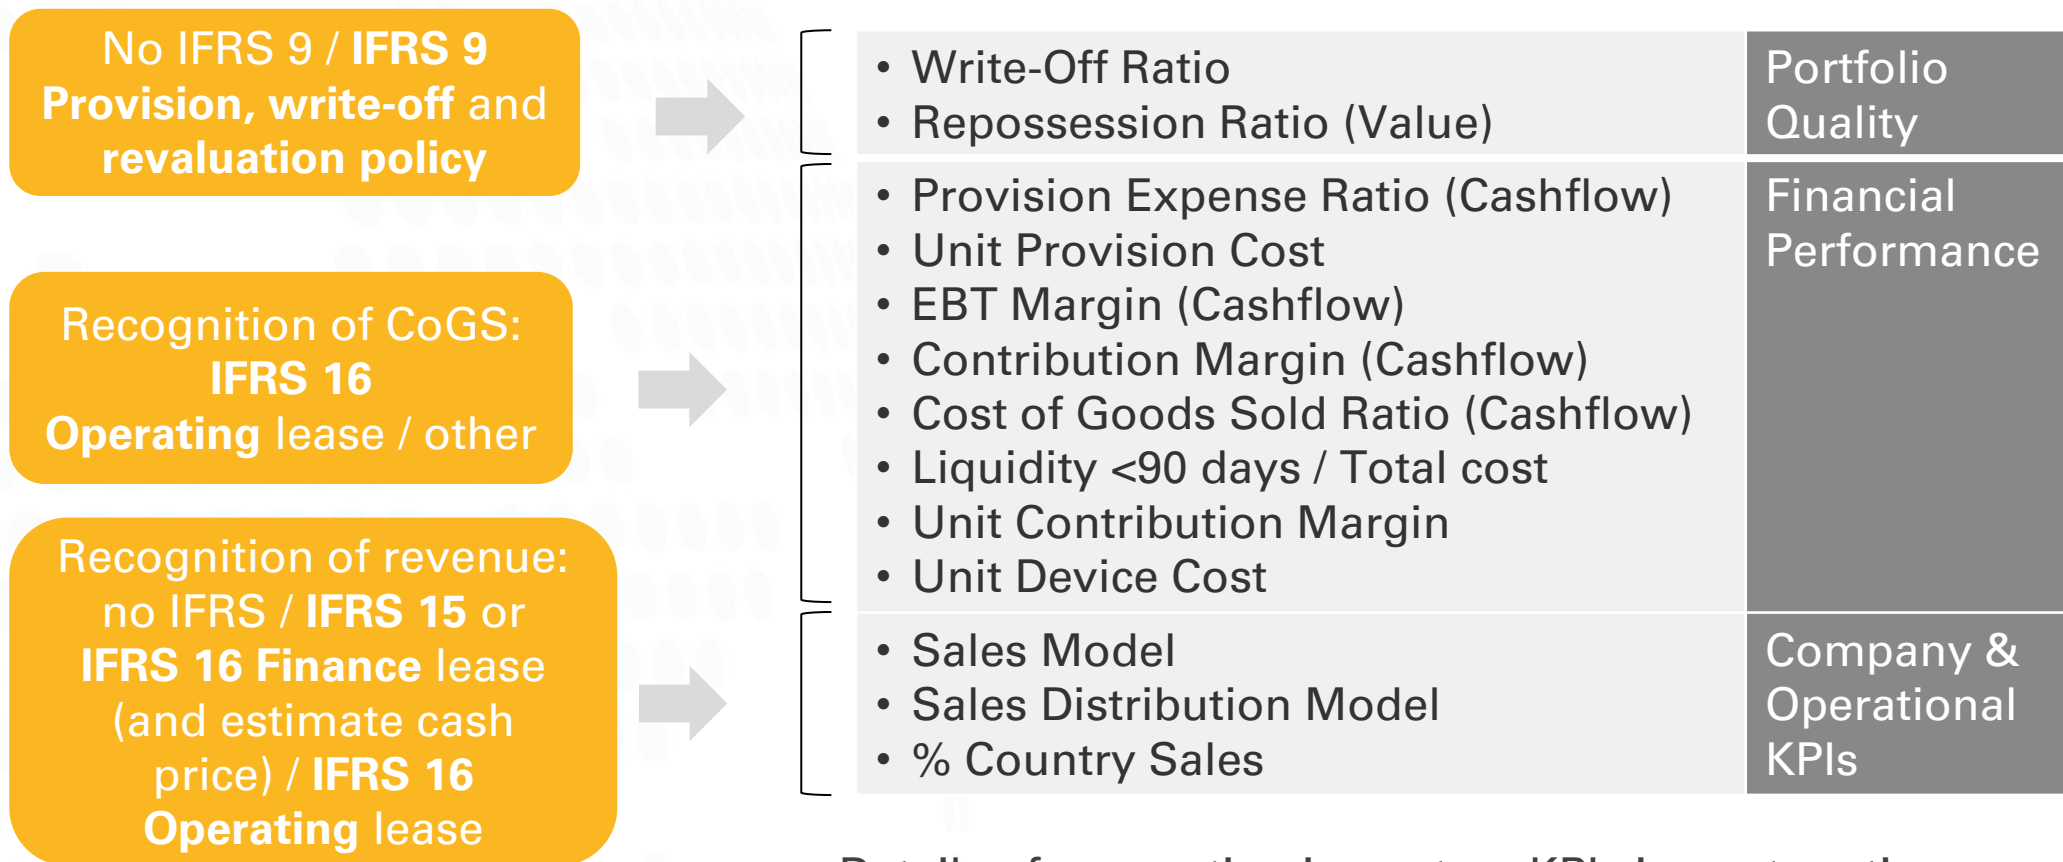 No IFRS 9 / IFRS 9
Provision, write-off and
revaluation policy
Recognition of CoGS:
IFRS 16
Operating lease / other
Recognition of revenue:
no IFRS / IFRS 15 or
IFRS 16 Finance lease
(and estimate cash
price) / IFRS 16
Operating lease
• Write-Off Ratio
• Repossession Ratio (Value)
Portfolio
Quality
• Provision Expense Ratio (Cashflow)
• Unit Provision Cost
• EBT Margin (Cashflow)
• Contribution Margin (Cashflow)
• Cost of Goods Sold Ratio (Cashflow)
• Liquidity <90 days / Total cost
• Unit Contribution Margin
• Unit Device Cost
Financial
Performance
• Sales Model
• Sales Distribution Model
• % Country Sales
Company &
Operational
KPIs